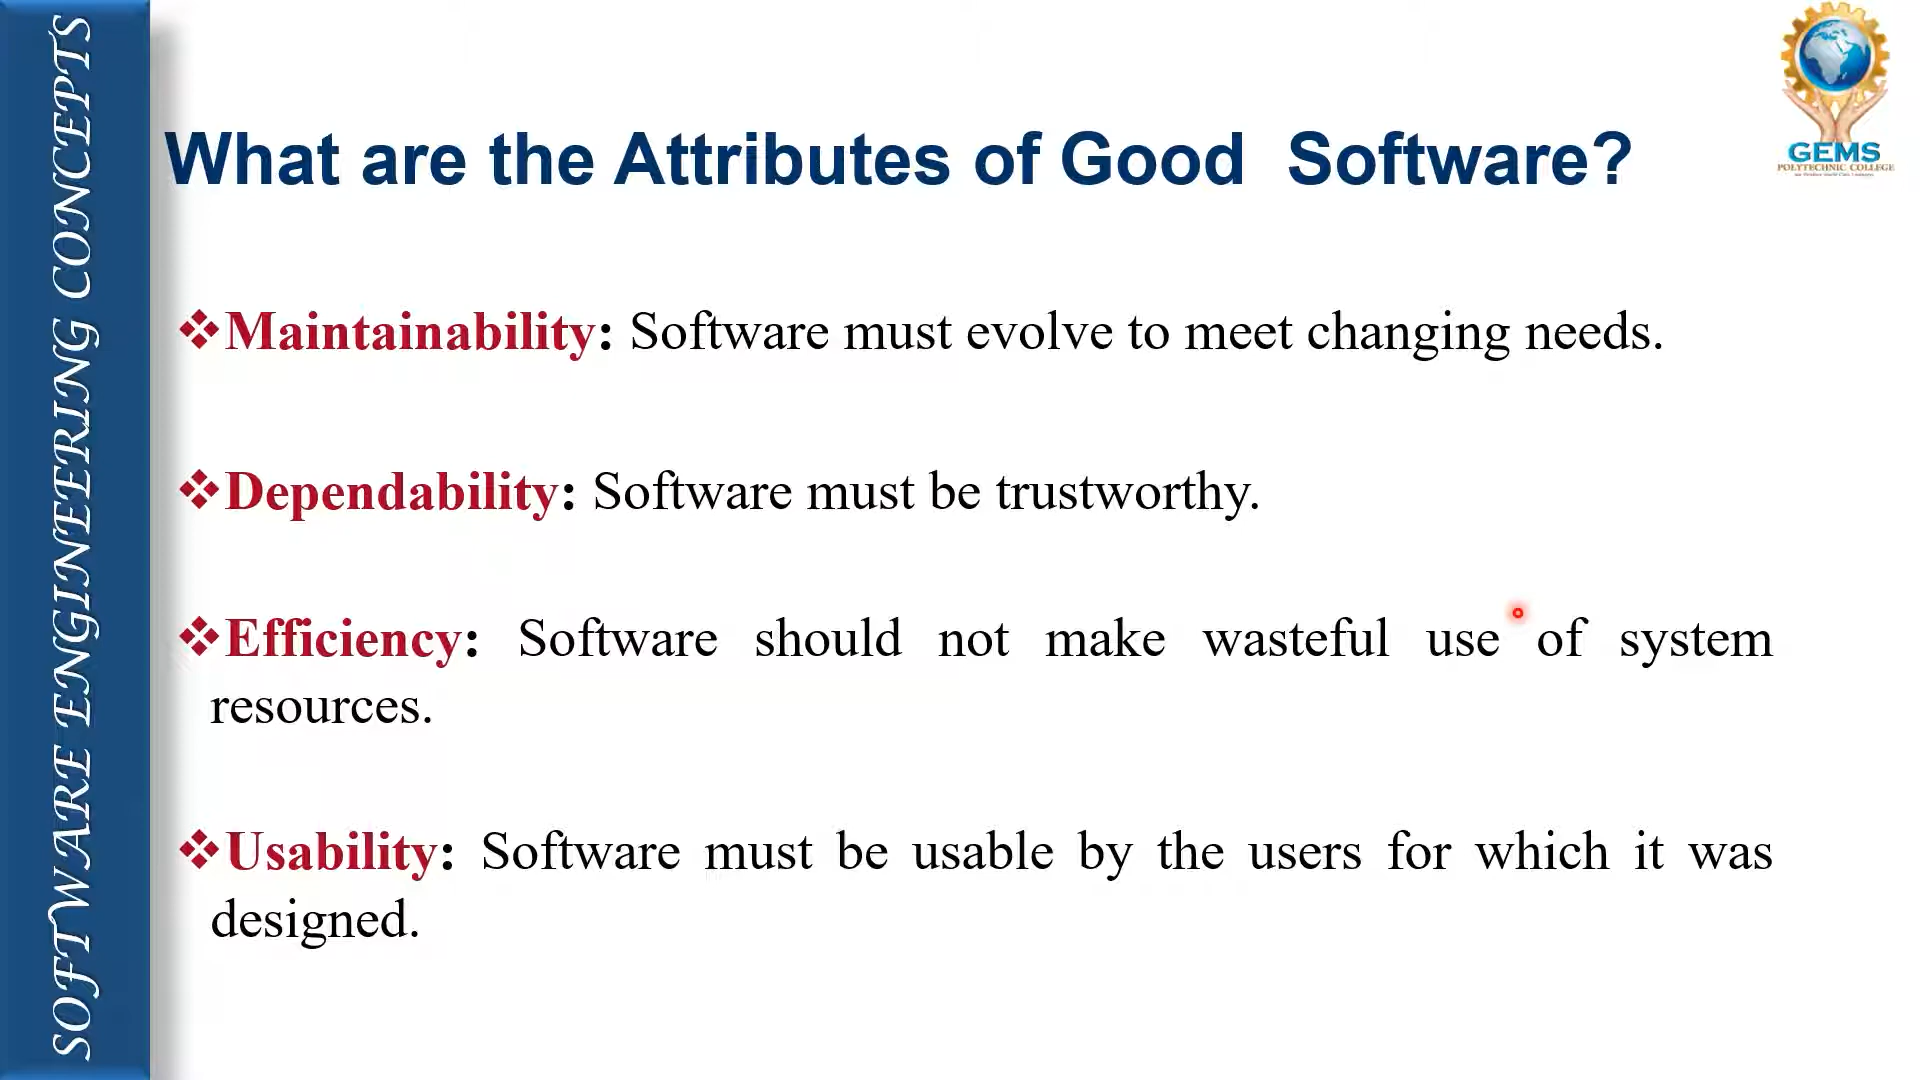 SOFTWARE ENGINEERING CONCEPTS
What are the Attributes of Good Software?
GEMS
POLYTECHNIC COLLEGE
❖Maintainability: Software must evolve to meet changing needs.
❖Dependability: Software must be trustworthy.
❖Efficiency: Software should not make wasteful use of system
resources.
❖Usability: Software must be usable by the users for which it was
designed.